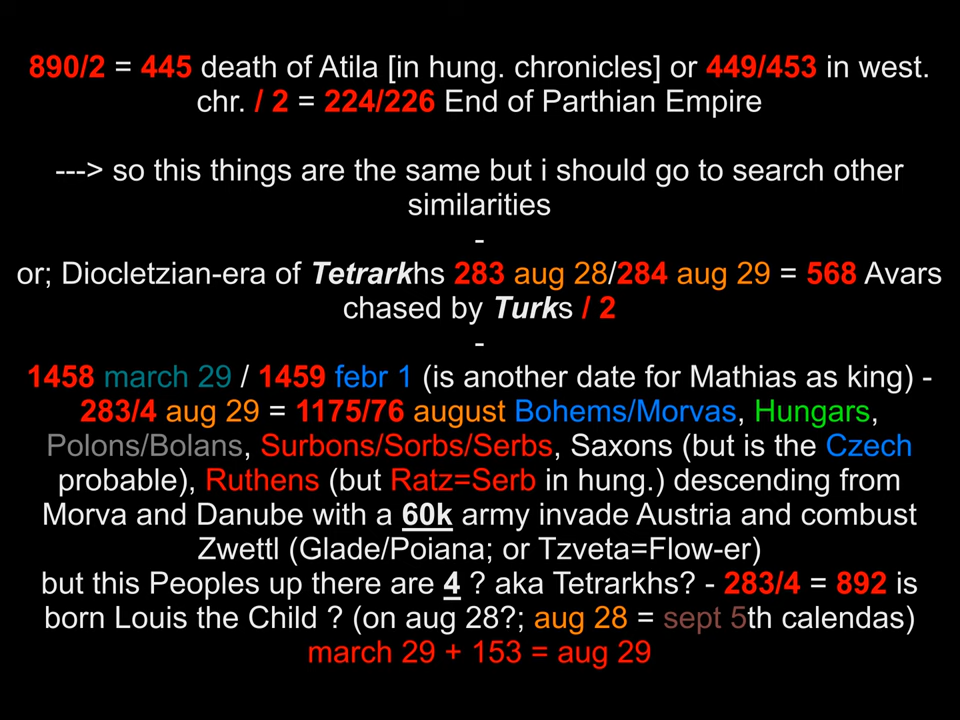 890/2 = 445 death of Atila [in hung. chronicles] or 449/453 in west.
chr. / 2 = 224/226 End of Parthian Empire
---> so this things are the same but i should go to search other
similarities
-
or; Diocletzian-era of Tetrarkhs 283 aug 28/284 aug 29 = 568 Avars
chased by Turks / 2
-
1458 march 29 / 1459 febr 1 (is another date for Mathias as king) -
283/4 aug 29 = 1175/76 august Bohems/Morvas, Hungars,
Polons/Bolans, Surbons/Sorbs/Serbs, Saxons (but is the Czech
probable), Ruthens (but Ratz=Serb in hung.) descending from
Morva and Danube with a 60k army invade Austria and combust
Zwettl (Glade/Poiana; or Tzveta=Flow-er)
but this Peoples up there are 4 ? aka Tetrarkhs? - 283/4 = 892 is
born Louis the Child ? (on aug 28?; aug 28 = sept 5th calendas)
march 29 + 153 = aug 29